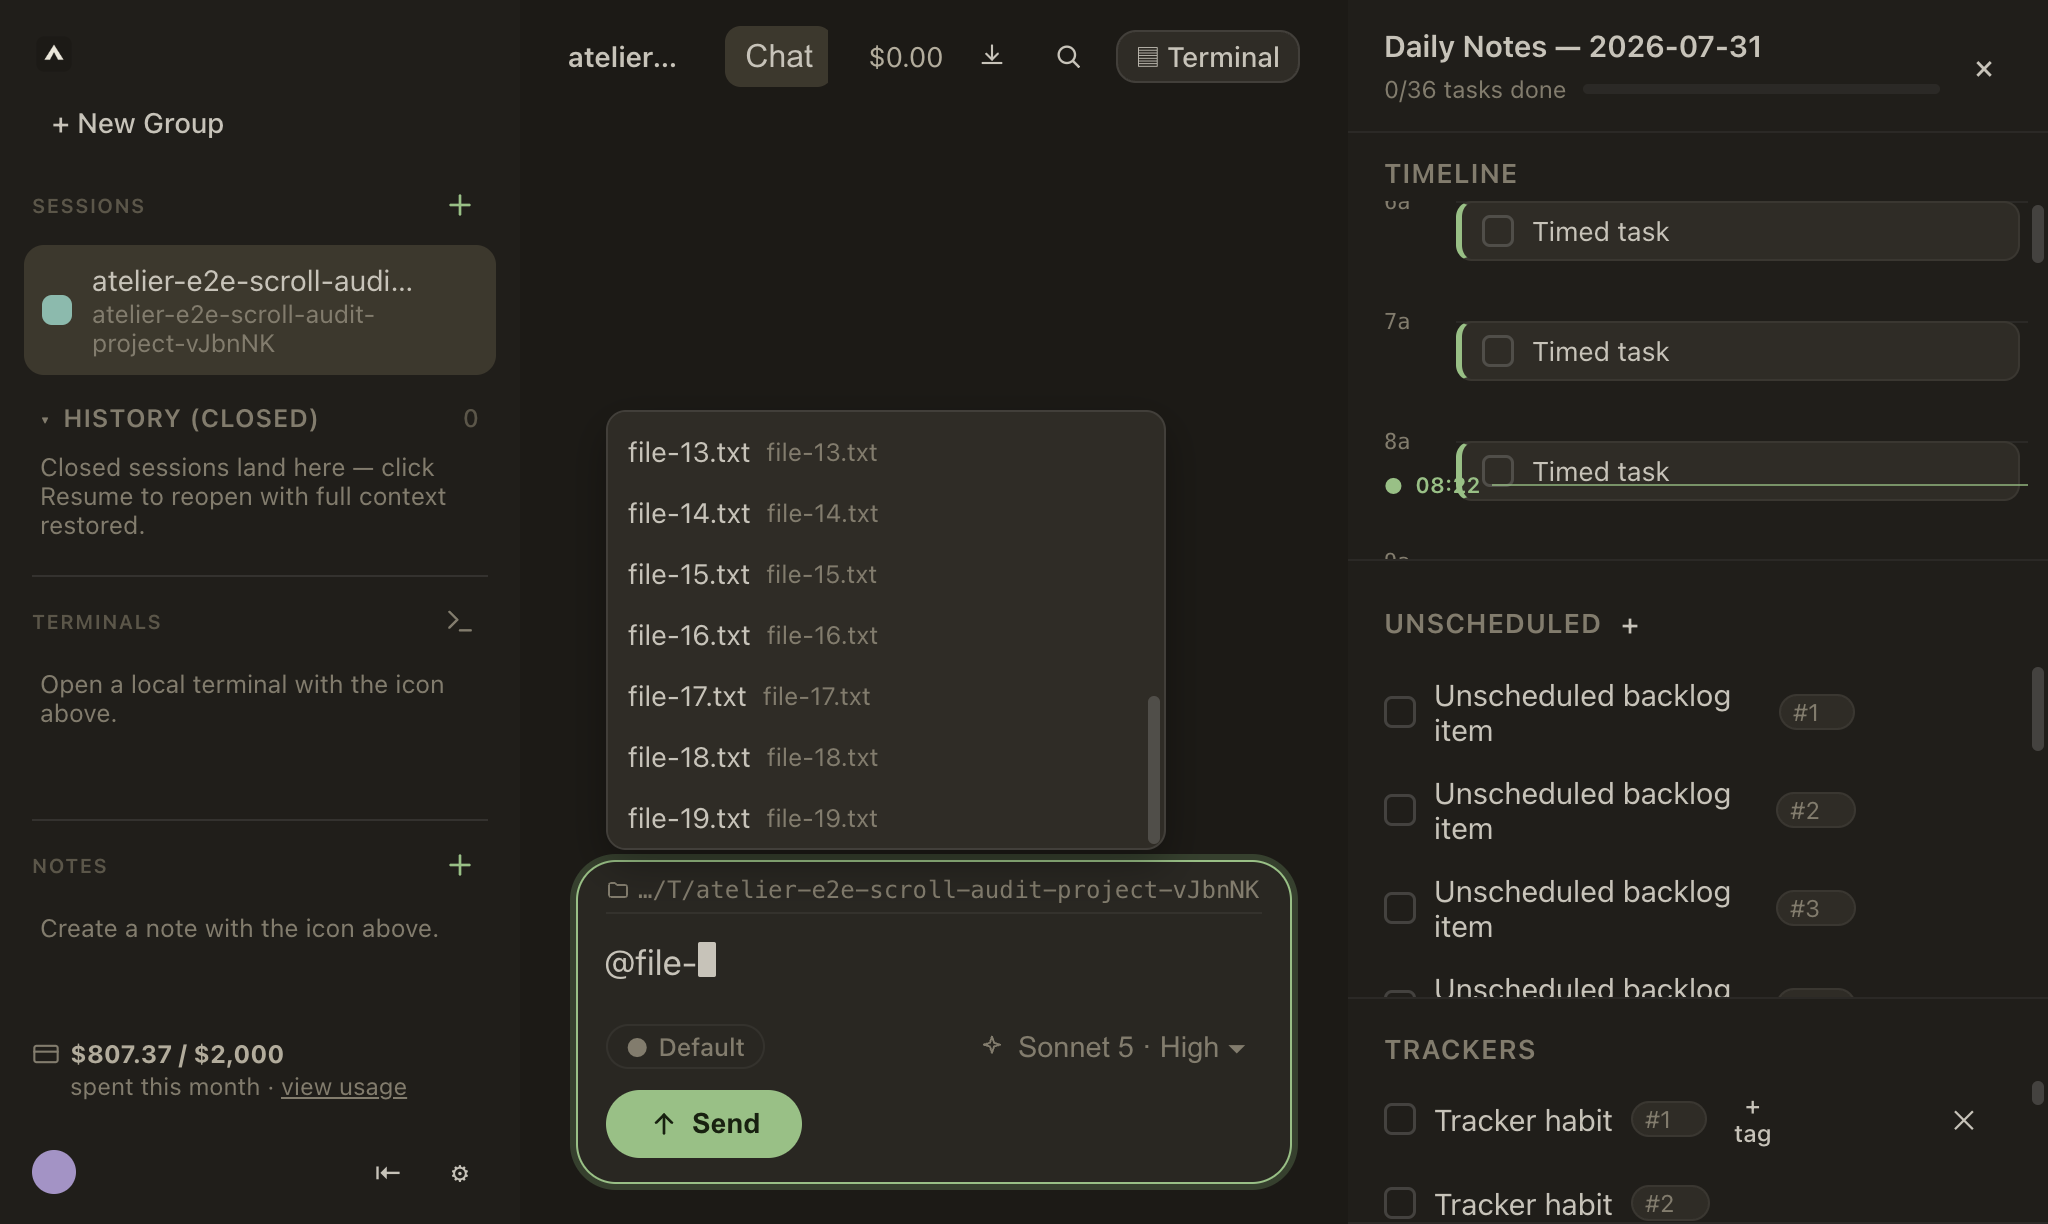 + New Group
SESSIONS
atelier-e2e-scroll-audi...
atelier-e2e-scroll-audit-
project-vJbnNK
HISTORY (CLOSED) 0
Closed sessions land here — click
Resume to reopen with full context
restored.
TERMINALS
Open a local terminal with the icon
above.
NOTES
Create a note with the icon above.
$807.37 / $2,000
spent this month · view usage
atelier... Chat $0.00 Terminal
file-13.txt file-13.txt
file-14.txt file-14.txt
file-15.txt file-15.txt
file-16.txt file-16.txt
file-17.txt file-17.txt
file-18.txt file-18.txt
file-19.txt file-19.txt
…/T/atelier-e2e-scroll-audit-project-vJbnNK
@file-
Default Sonnet 5 · High
Send
Daily Notes — 2026-07-31
0/36 tasks done
TIMELINE
6a Timed task
7a Timed task
8a Timed task
08:22
9a
UNSCHEDULED +
Unscheduled backlog
item #1
Unscheduled backlog
item #2
Unscheduled backlog
item #3
Unscheduled backlog
TRACKERS
Tracker habit #1 + tag
Tracker habit #2